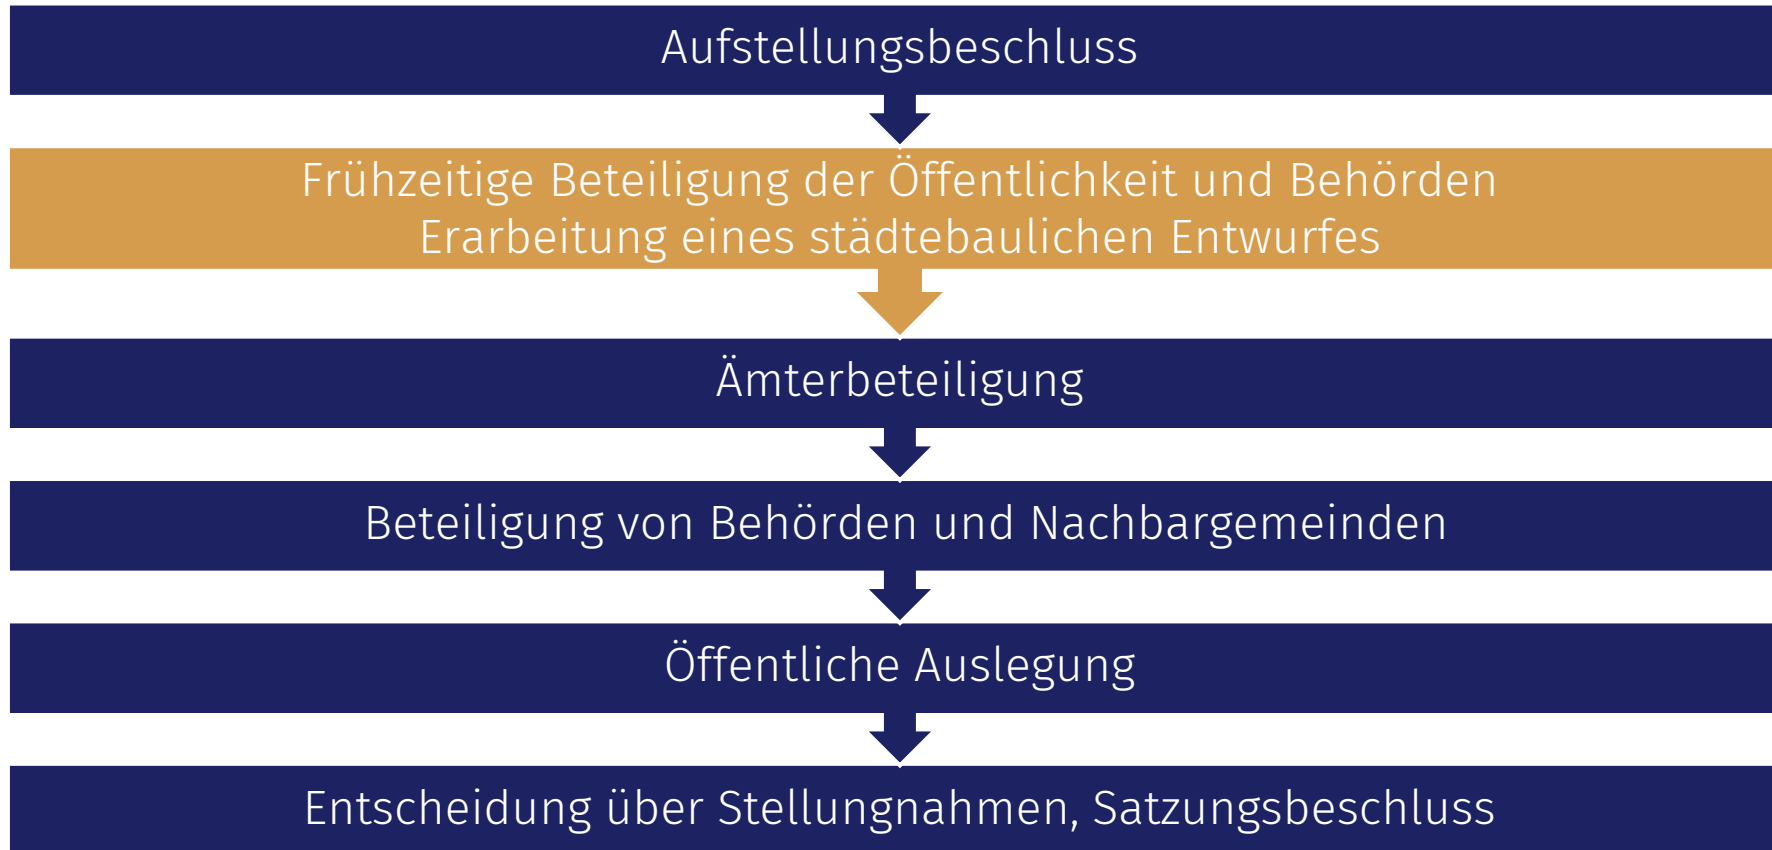 Aufstellungsbeschluss
Frühzeitige Beteiligung der Öffentlichkeit und Behörden
Erarbeitung eines städtebaulichen Entwurfes
Ämterbeteiligung
Beteiligung von Behörden und Nachbargemeinden
Öffentliche Auslegung
Entscheidung über Stellungnahmen, Satzungsbeschluss